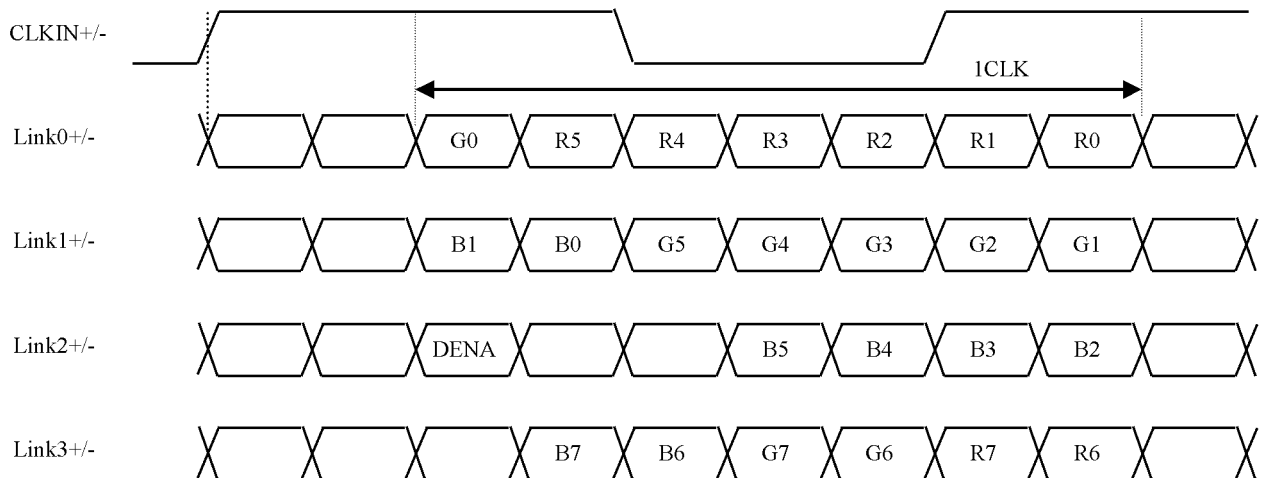 CLKIN+/-
1CLK
Link0+/- G0 R5 R4 R3 R2 R1 R0
Link1+/- B1 B0 G5 G4 G3 G2 G1
Link2+/- DENA B5 B4 B3 B2
Link3+/- B7 B6 G7 G6 R7 R6